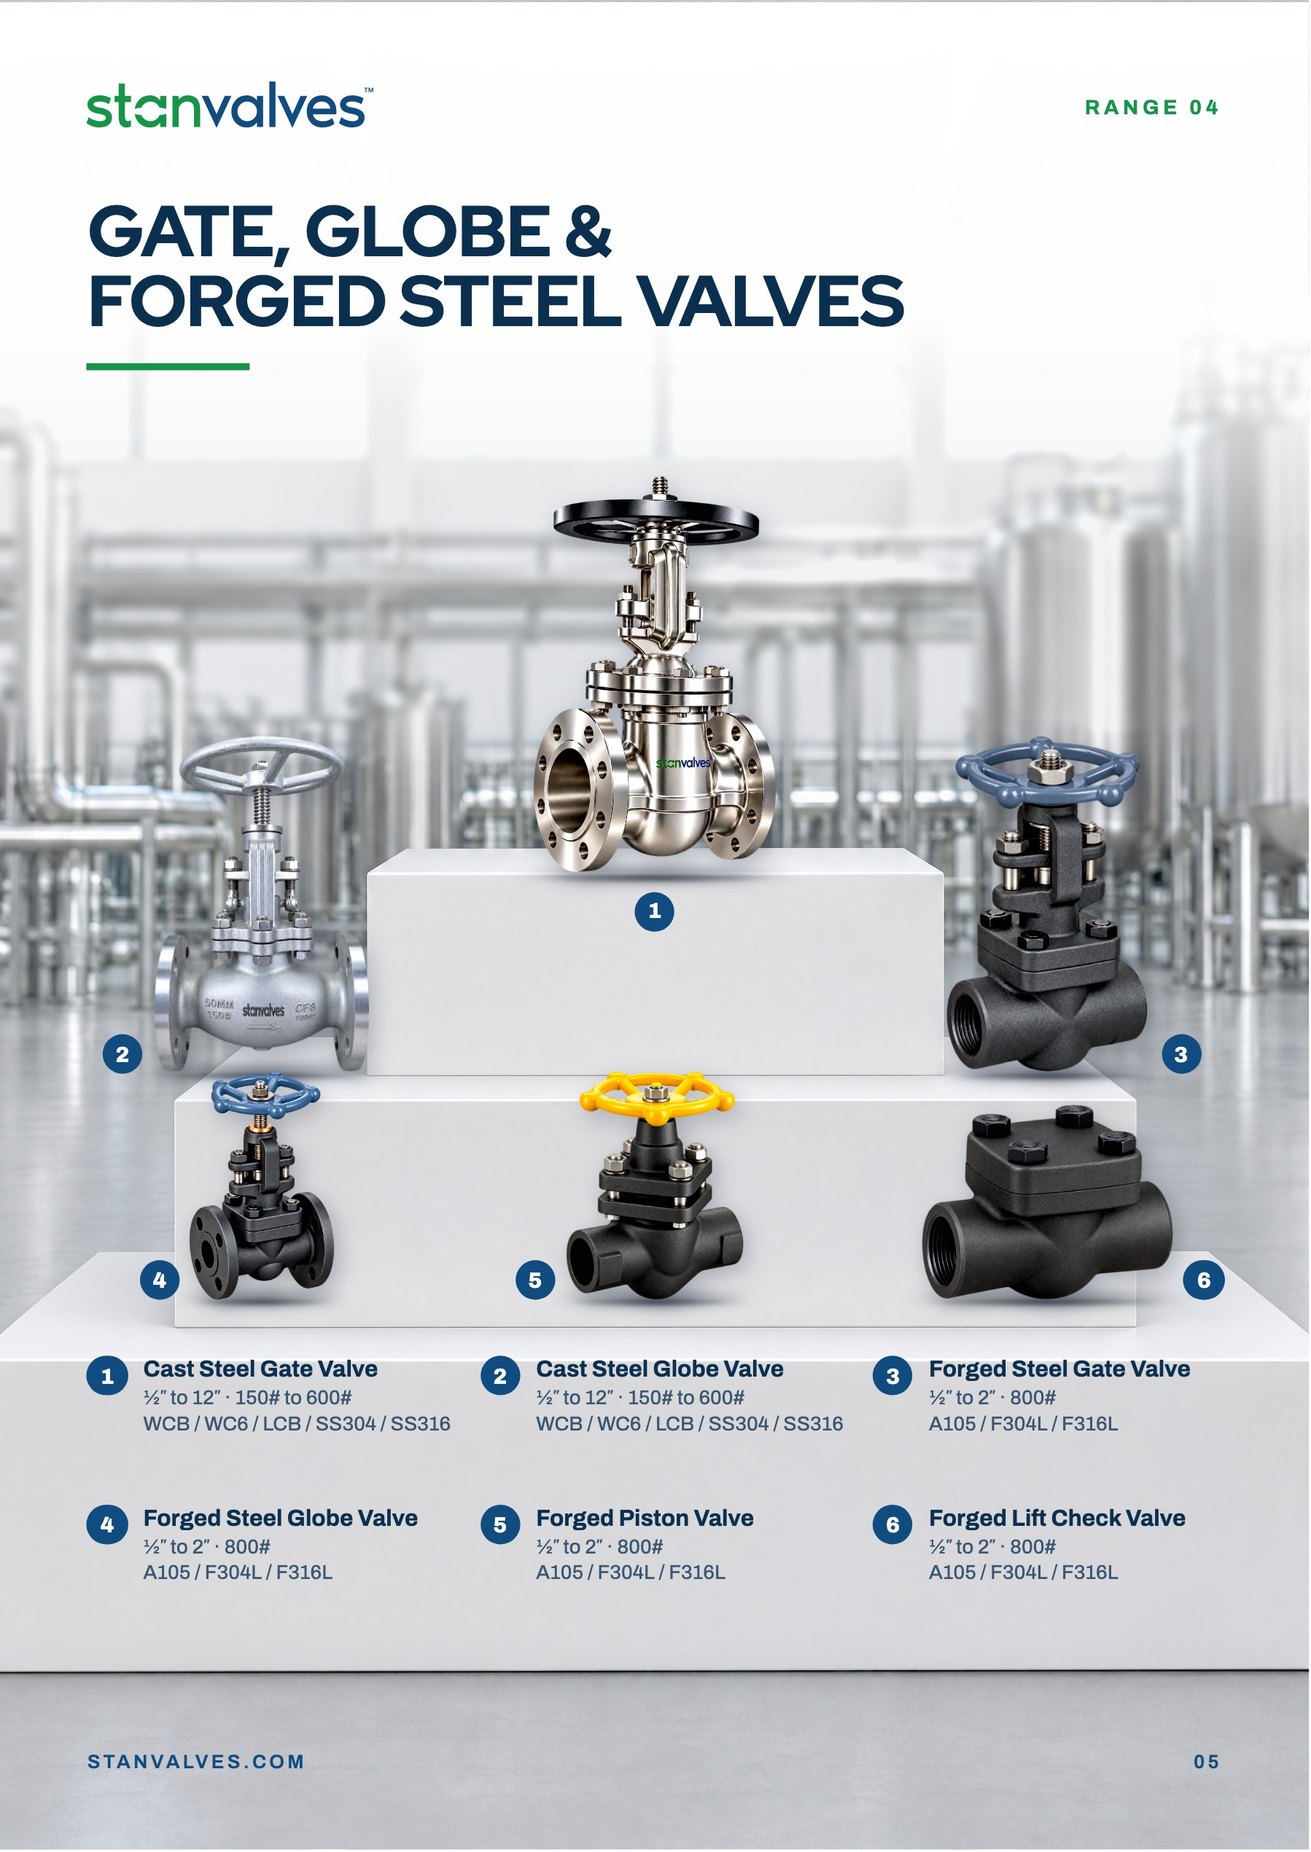 stanvalves™
RANGE 04
GATE, GLOBE &
FORGED STEEL VALVES
stanvalves
50MM
150#
stanvalves
CF8
1
2
3
4
5
6
1 Cast Steel Gate Valve
½″ to 12″ · 150# to 600#
WCB / WC6 / LCB / SS304 / SS316
2 Cast Steel Globe Valve
½″ to 12″ · 150# to 600#
WCB / WC6 / LCB / SS304 / SS316
3 Forged Steel Gate Valve
½″ to 2″ · 800#
A105 / F304L / F316L
4 Forged Steel Globe Valve
½″ to 2″ · 800#
A105 / F304L / F316L
5 Forged Piston Valve
½″ to 2″ · 800#
A105 / F304L / F316L
6 Forged Lift Check Valve
½″ to 2″ · 800#
A105 / F304L / F316L
STANVALVES.COM
05